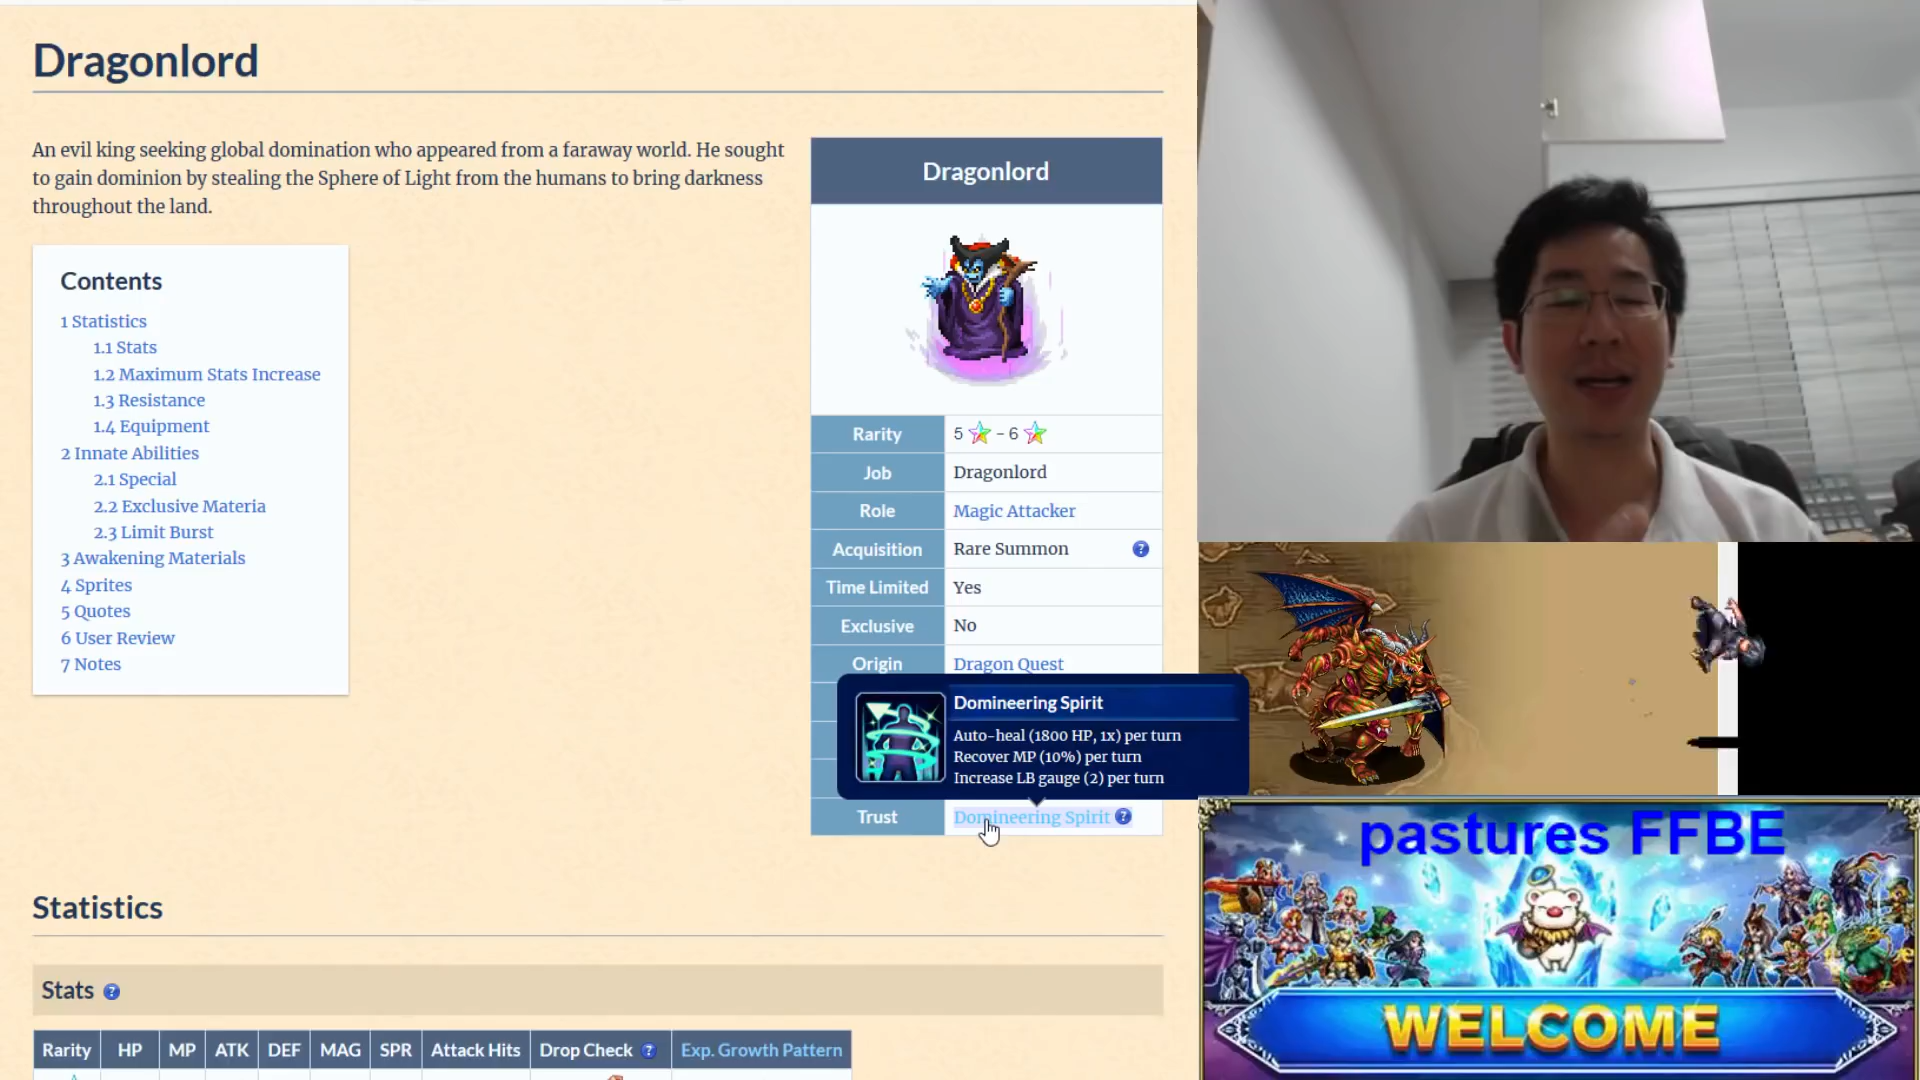 Dragonlord
An evil king seeking global domination who appeared from a faraway world. He sought
to gain dominion by stealing the Sphere of Light from the humans to bring darkness
throughout the land.
Contents
1 Statistics
1.1 Stats
1.2 Maximum Stats Increase
1.3 Resistance
1.4 Equipment
2 Innate Abilities
2.1 Special
2.2 Exclusive Materia
2.3 Limit Burst
3 Awakening Materials
4 Sprites
5 Quotes
6 User Review
7 Notes
Dragonlord
Rarity 5 - 6
Job Dragonlord
Role Magic Attacker
Acquisition Rare Summon ?
Time Limited Yes
Exclusive No
Origin Dragon Quest
Domineering Spirit
Auto-heal (1800 HP, 1x) per turn
Recover MP (10%) per turn
Increase LB gauge (2) per turn
Trust Domineering Spirit ?
Statistics
Stats ?
Rarity HP MP ATK DEF MAG SPR Attack Hits Drop Check ? Exp. Growth Pattern
pastures FFBE
WELCOME